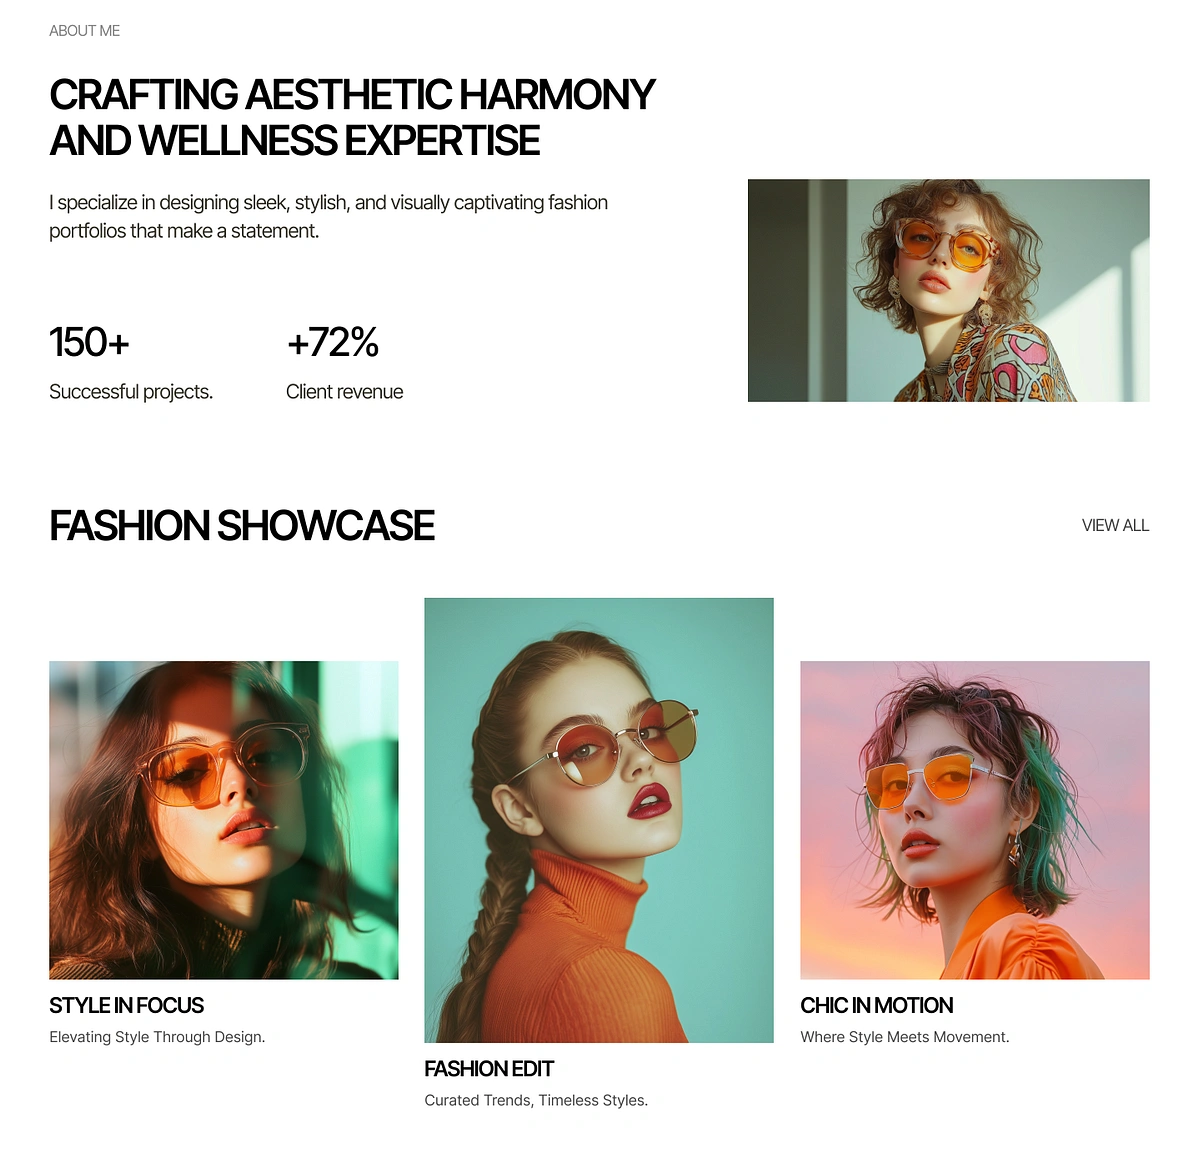 ABOUT ME
CRAFTING AESTHETIC HARMONY
AND WELLNESS EXPERTISE
I specialize in designing sleek, stylish, and visually captivating fashion
portfolios that make a statement.
150+
Successful projects.
+72%
Client revenue
FASHION SHOWCASE
VIEW ALL
STYLE IN FOCUS
Elevating Style Through Design.
FASHION EDIT
Curated Trends, Timeless Styles.
CHIC IN MOTION
Where Style Meets Movement.